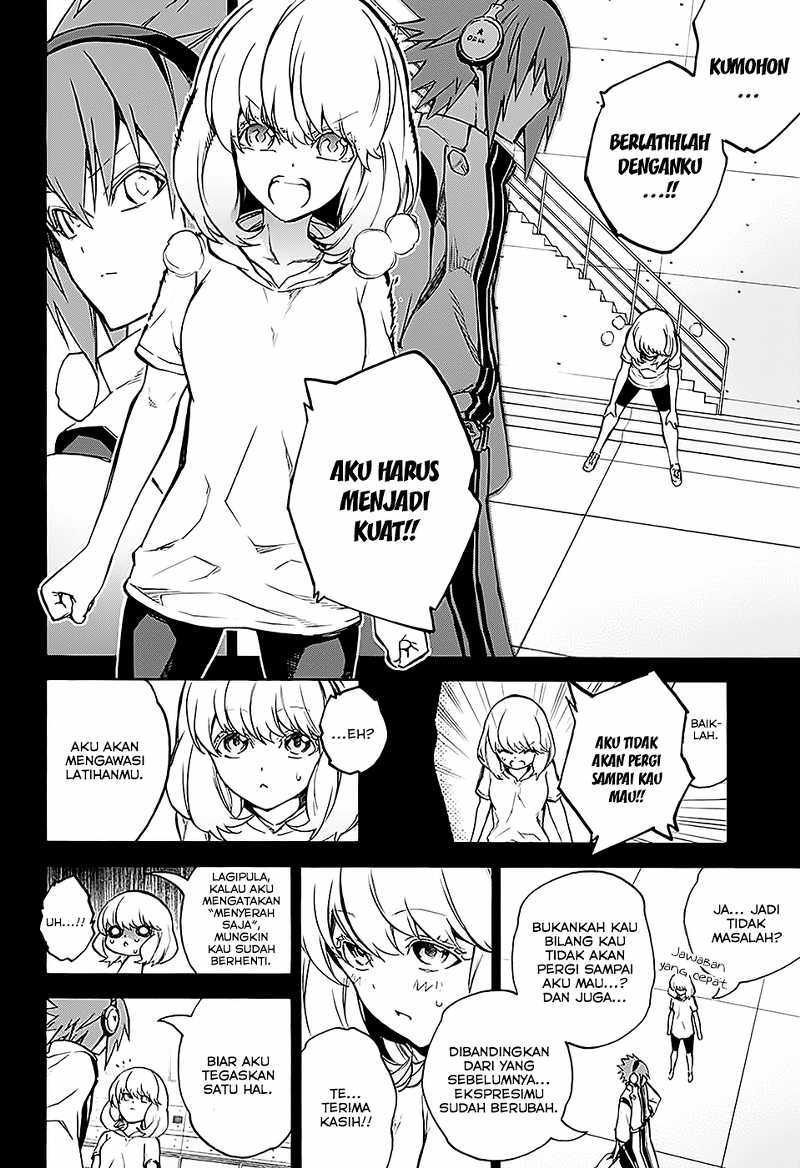 KUMOHON
...
BERLATIHLAH
DENGANKU
...!!
AKU HARUS
MENJADI
KUAT!!
BAIK-
LAH.
AKU TIDAK
AKAN PERGI
SAMPAI KAU
MAU!!
...EH?
AKU AKAN
MENGAWASI
LATIHANMU.
JA... JADI
TIDAK
MASALAH?
Jawaban
yang cepat
BUKANKAH KAU
BILANG KAU
TIDAK AKAN
PERGI SAMPAI
AKU MAU...?
DAN JUGA...
DIBANDINGKAN
DARI YANG
SEBELUMNYA...
EKSPRESIMU
SUDAH BERUBAH.
TE...
TERIMA
KASIH!!
LAGIPULA,
KALAU AKU
MENGATAKAN
"MENYERAH
SAJA",
MUNGKIN
KAU SUDAH
BERHENTI.
UH...!!
BIAR AKU
TEGASKAN
SATU HAL.